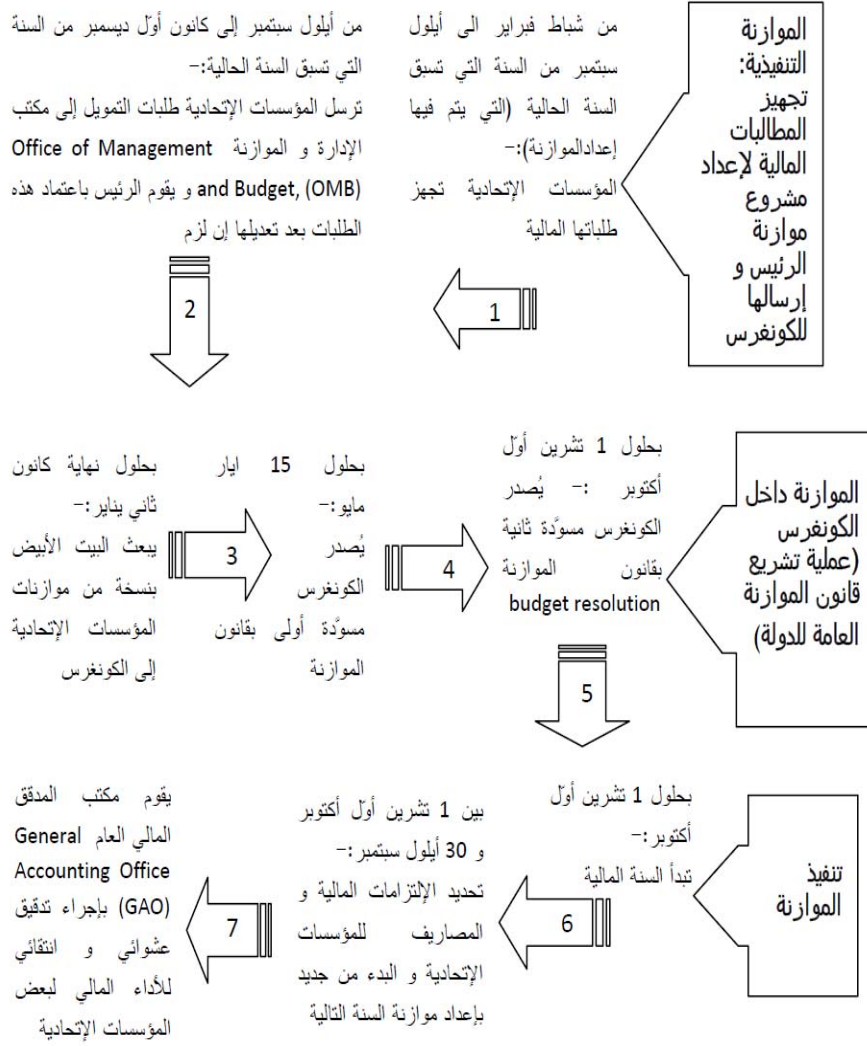 الموازنة
التنفيذية:
تجهيز
المطالبات
المالية لإعداد
مشروع
موازنة
الرئيس و
إرسالها
للكونغرس
من شباط فبراير الى أيلول
سبتمبر من السنة التي تسبق
السنة الحالية (التي يتم فيها
إعدادالموازنة):-
المؤسسات الإتحادية تجهز
طلباتها المالية
1
من أيلول سبتمبر إلى كانون أوّل ديسمبر من السنة
التي تسبق السنة الحالية:-
ترسل المؤسسات الإتحادية طلبات التمويل إلى مكتب
الإدارة و الموازنة Office of Management
and Budget, (OMB) و يقوم الرئيس باعتماد هذه
الطلبات بعد تعديلها إن لزم
2
الموازنة داخل
الكونغرس
(عملية تشريع
قانون الموازنة
العامة للدولة)
بحلول نهاية كانون
ثاني يناير:-
يبعث البيت الأبيض
بنسخة من موازنات
المؤسسات الإتحادية
إلى الكونغرس
3
بحلول 15 ايار
مايو:-
يُصدر
الكونغرس
مسوَّدة أولى بقانون
الموازنة
4
بحلول 1 تشرين أوّل
أكتوبر :- يُصدر
الكونغرس مسوَّدة ثانية
بقانون الموازنة
budget resolution
5
تنفيذ
الموازنة
بحلول 1 تشرين أوّل
أكتوبر:-
تبدأ السنة المالية
6
بين 1 تشرين أوّل أكتوبر
و 30 أيلول سبتمبر:-
تحديد الإلتزامات المالية و
المصاريف للمؤسسات
الإتحادية و البدء من جديد
بإعداد موازنة السنة التالية
7
يقوم مكتب المدقق
المالي العام General
Accounting Office
(GAO) بإجراء تدقيق
عشوائي و انتقائي
للأداء المالي لبعض
المؤسسات الإتحادية